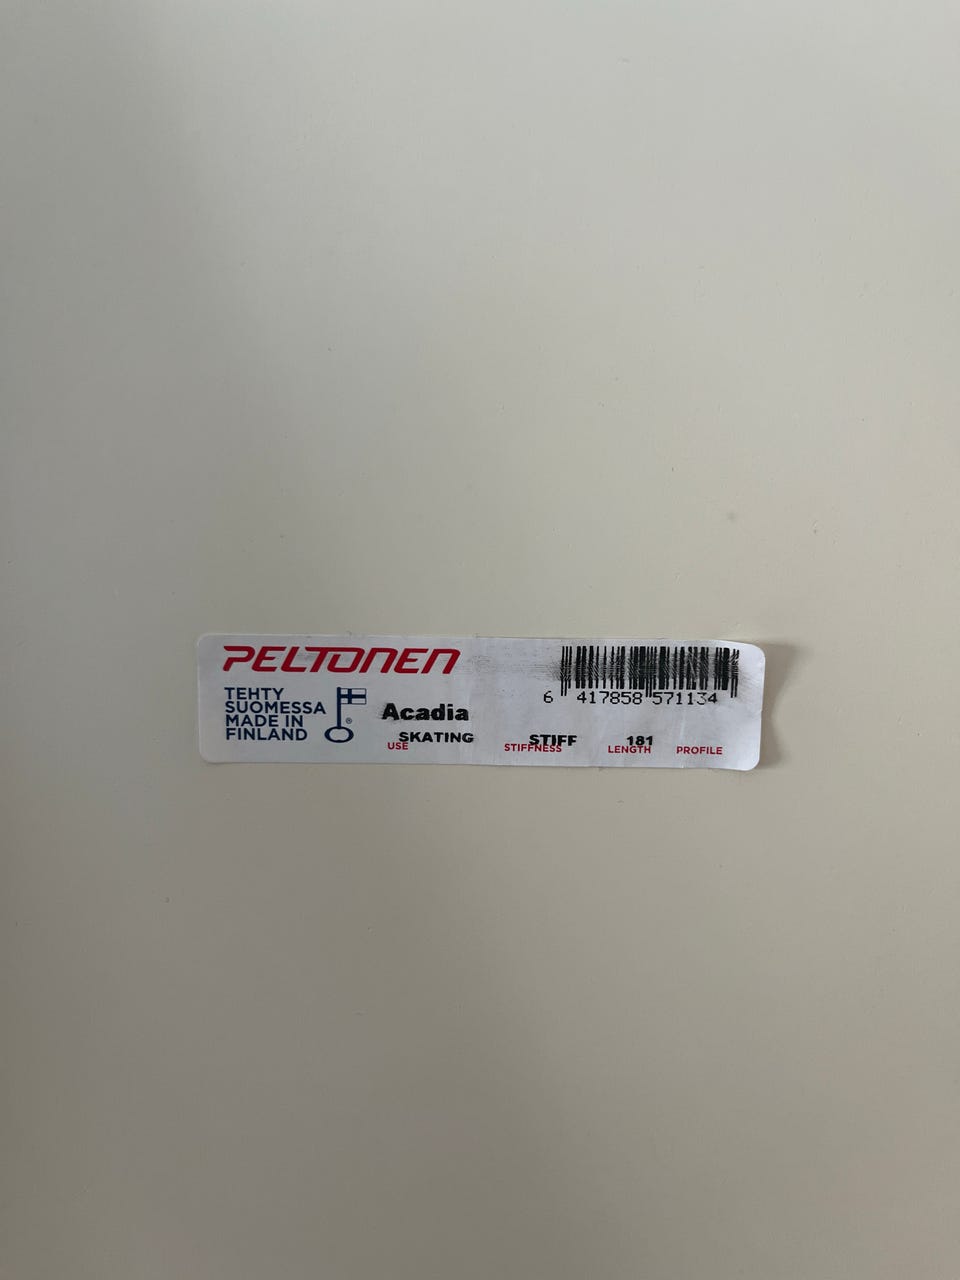 PELTONEN
6 417858 571134
TEHTY
SUOMESSA
MADE IN
FINLAND
®
Acadia
SKATING STIFF 181
USE STIFFNESS LENGTH PROFILE